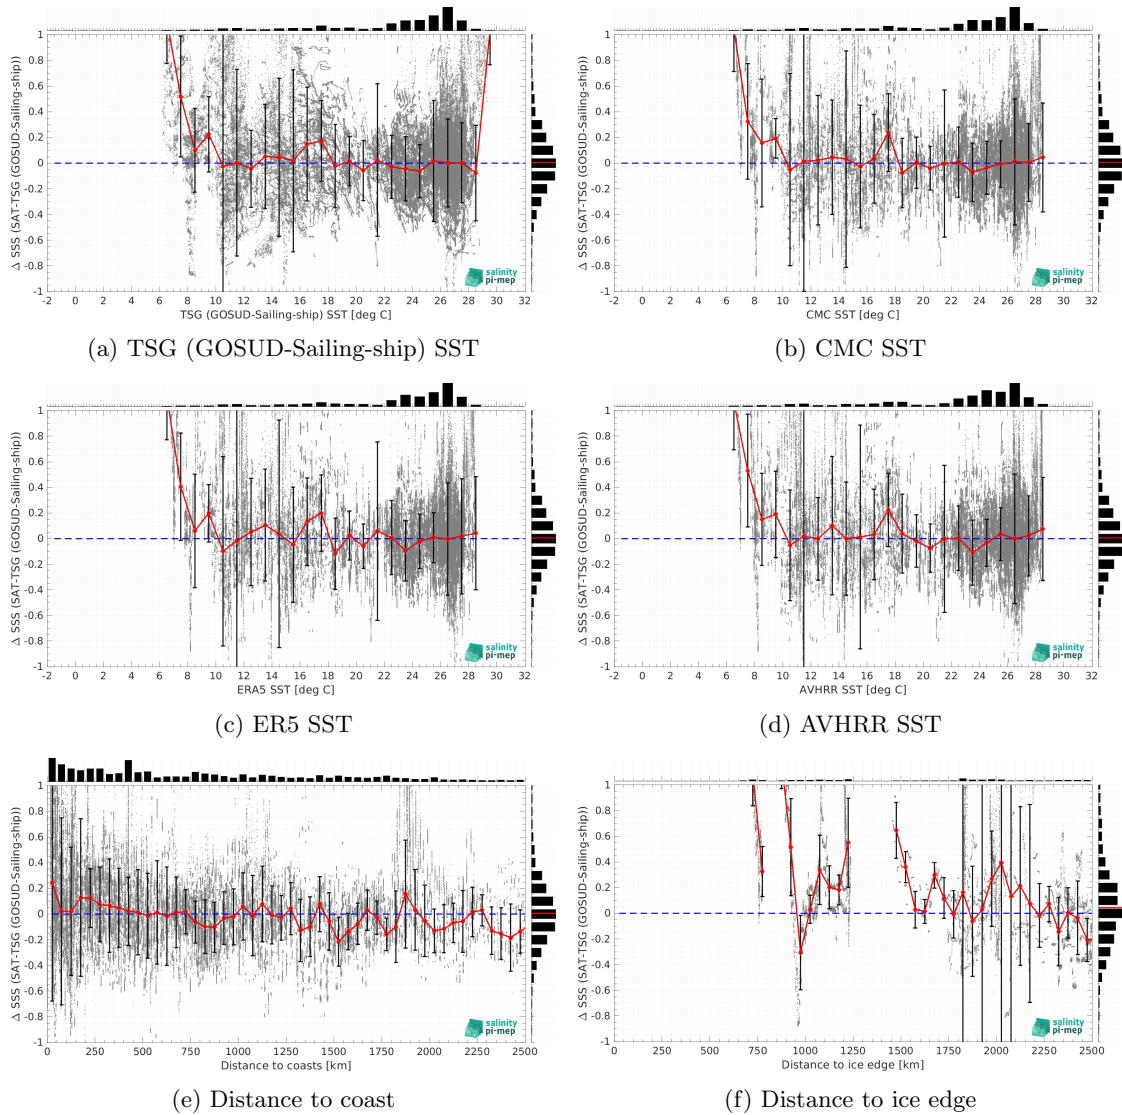 Δ SSS (SAT-TSG (GOSUD-Sailing-ship))
1
0.8
0.6
0.4
0.2
0
-0.2
-0.4
-0.6
-0.8
-1
salinity
pi-mep
-2 0 2 4 6 8 10 12 14 16 18 20 22 24 26 28 30 32
TSG (GOSUD-Sailing-ship) SST [deg C]
(a) TSG (GOSUD-Sailing-ship) SST
Δ SSS (SAT-TSG (GOSUD-Sailing-ship))
1
0.8
0.6
0.4
0.2
0
-0.2
-0.4
-0.6
-0.8
-1
salinity
pi-mep
-2 0 2 4 6 8 10 12 14 16 18 20 22 24 26 28 30 32
CMC SST [deg C]
(b) CMC SST
Δ SSS (SAT-TSG (GOSUD-Sailing-ship))
1
0.8
0.6
0.4
0.2
0
-0.2
-0.4
-0.6
-0.8
-1
salinity
pi-mep
-2 0 2 4 6 8 10 12 14 16 18 20 22 24 26 28 30 32
ERA5 SST [deg C]
(c) ER5 SST
Δ SSS (SAT-TSG (GOSUD-Sailing-ship))
1
0.8
0.6
0.4
0.2
0
-0.2
-0.4
-0.6
-0.8
-1
salinity
pi-mep
-2 0 2 4 6 8 10 12 14 16 18 20 22 24 26 28 30 32
AVHRR SST [deg C]
(d) AVHRR SST
Δ SSS (SAT-TSG (GOSUD-Sailing-ship))
1
0.8
0.6
0.4
0.2
0
-0.2
-0.4
-0.6
-0.8
-1
salinity
pi-mep
0 250 500 750 1000 1250 1500 1750 2000 2250 2500
Distance to coasts [km]
(e) Distance to coast
Δ SSS (SAT-TSG (GOSUD-Sailing-ship))
1
0.8
0.6
0.4
0.2
0
-0.2
-0.4
-0.6
-0.8
-1
salinity
pi-mep
0 250 500 750 1000 1250 1500 1750 2000 2250 2500
Distance to ice edge [km]
(f) Distance to ice edge